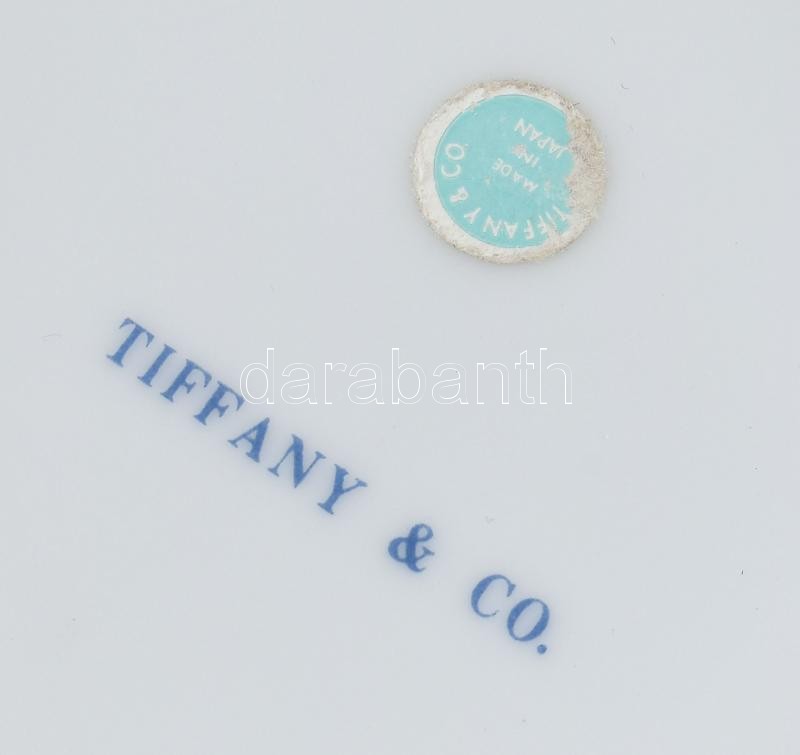 TIFFANY & CO.
MADE
IN
JAPAN
darabanth
TIFFANY & CO.